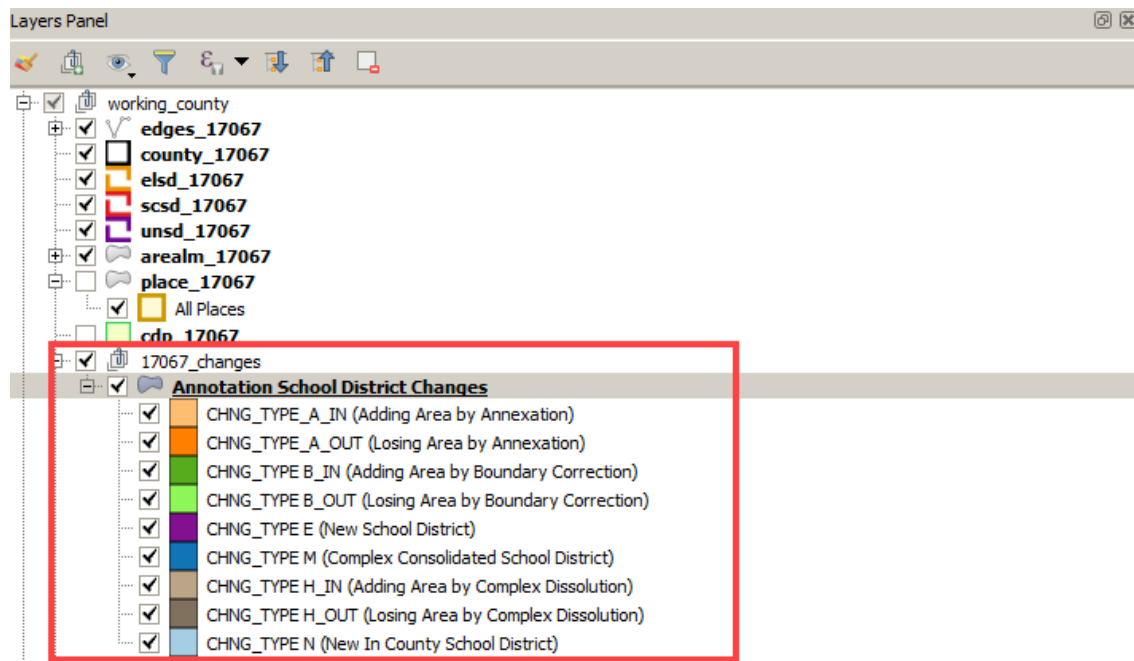 Layers Panel
working_county
edges_17067
county_17067
elsd_17067
scsd_17067
unsd_17067
arealm_17067
place_17067
All Places
cdp_17067
17067_changes
Annotation School District Changes
CHNG_TYPE_A_IN (Adding Area by Annexation)
CHNG_TYPE_A_OUT (Losing Area by Annexation)
CHNG_TYPE B_IN (Adding Area by Boundary Correction)
CHNG_TYPE B_OUT (Losing Area by Boundary Correction)
CHNG_TYPE E (New School District)
CHNG_TYPE M (Complex Consolidated School District)
CHNG_TYPE H_IN (Adding Area by Complex Dissolution)
CHNG_TYPE H_OUT (Losing Area by Complex Dissolution)
CHNG_TYPE N (New In County School District)